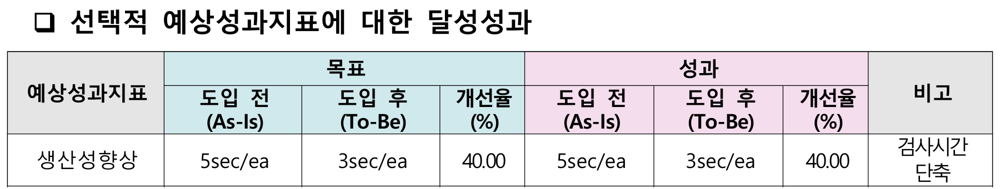 ❑ 선택적 예상성과지표에 대한 달성성과
예상성과지표 목표 성과 비고
도입 전 (As-Is) 도입 후 (To-Be) 개선율 (%) 도입 전 (As-Is) 도입 후 (To-Be) 개선율 (%)
생산성향상 5sec/ea 3sec/ea 40.00 5sec/ea 3sec/ea 40.00 검사시간 단축